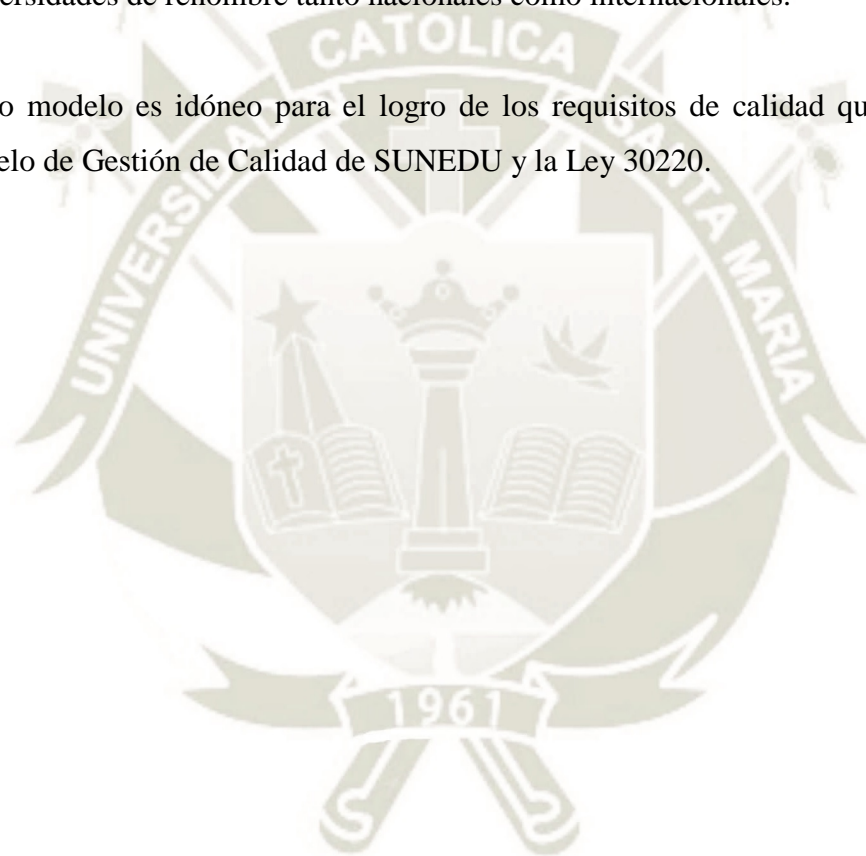 ersidades de renombre tanto nacionales como internacionales.
o modelo es idóneo para el logro de los requisitos de calidad qu
elo de Gestión de Calidad de SUNEDU y la Ley 30220.
UNIVERSIDAD CATOLICA SANTA MARIA
1961